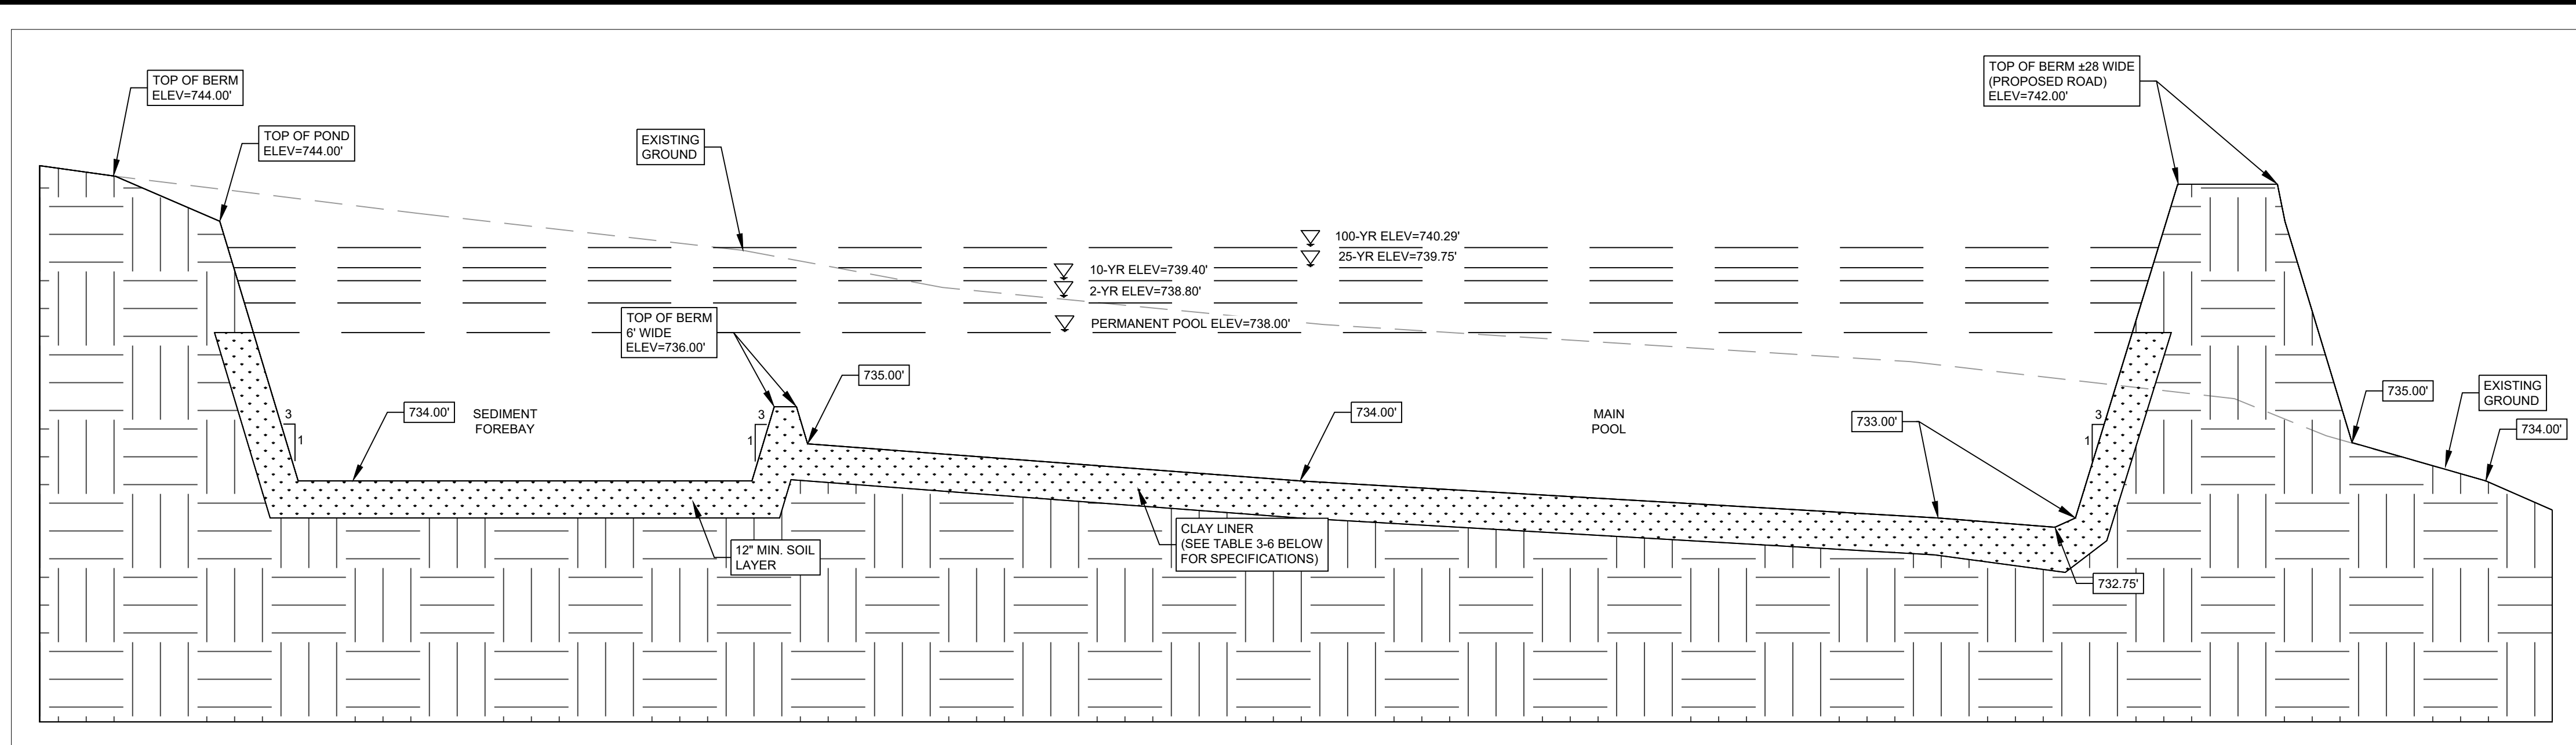 TOP OF BERM
ELEV=744.00'
TOP OF POND
ELEV=744.00'
EXISTING
GROUND
TOP OF BERM ±28 WIDE
(PROPOSED ROAD)
ELEV=742.00'
100-YR ELEV=740.29'
25-YR ELEV=739.75'
10-YR ELEV=739.40'
2-YR ELEV=738.80'
PERMANENT POOL ELEV=738.00'
TOP OF BERM
6' WIDE
ELEV=736.00'
735.00'
734.00'
SEDIMENT
FOREBAY
3
1
3
1
734.00'
MAIN
POOL
733.00'
3
1
735.00'
EXISTING
GROUND
734.00'
12" MIN. SOIL
LAYER
CLAY LINER
(SEE TABLE 3-6 BELOW
FOR SPECIFICATIONS)
732.75'